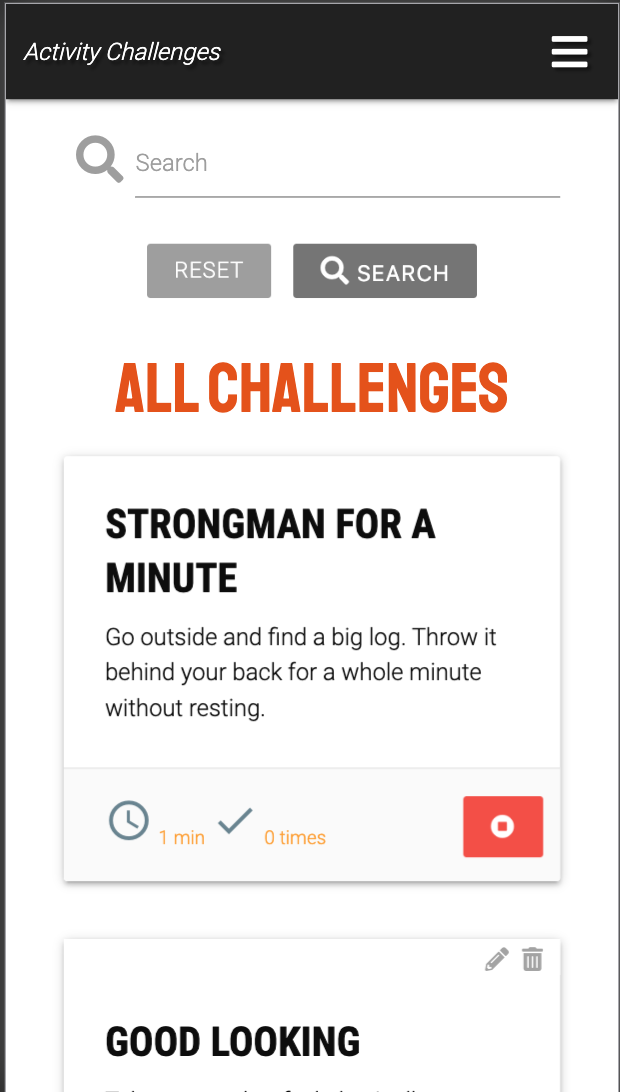 Activity Challenges
Search
RESET
SEARCH
ALL CHALLENGES
STRONGMAN FOR A
MINUTE
Go outside and find a big log. Throw it
behind your back for a whole minute
without resting.
1 min 0 times
GOOD LOOKING